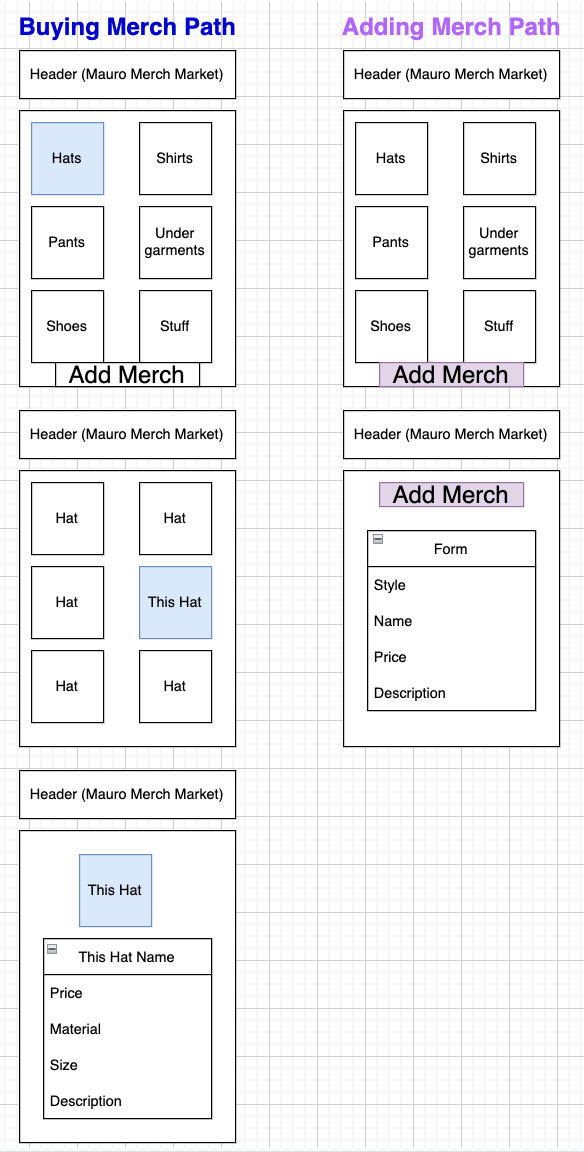 Buying Merch Path
Header (Mauro Merch Market)
Hats
Shirts
Pants
Under
garments
Shoes
Stuff
Add Merch
Header (Mauro Merch Market)
Hat
Hat
Hat
This Hat
Hat
Hat
Header (Mauro Merch Market)
This Hat
This Hat Name
Price
Material
Size
Description
Adding Merch Path
Header (Mauro Merch Market)
Hats
Shirts
Pants
Under
garments
Shoes
Stuff
Add Merch
Header (Mauro Merch Market)
Add Merch
Form
Style
Name
Price
Description